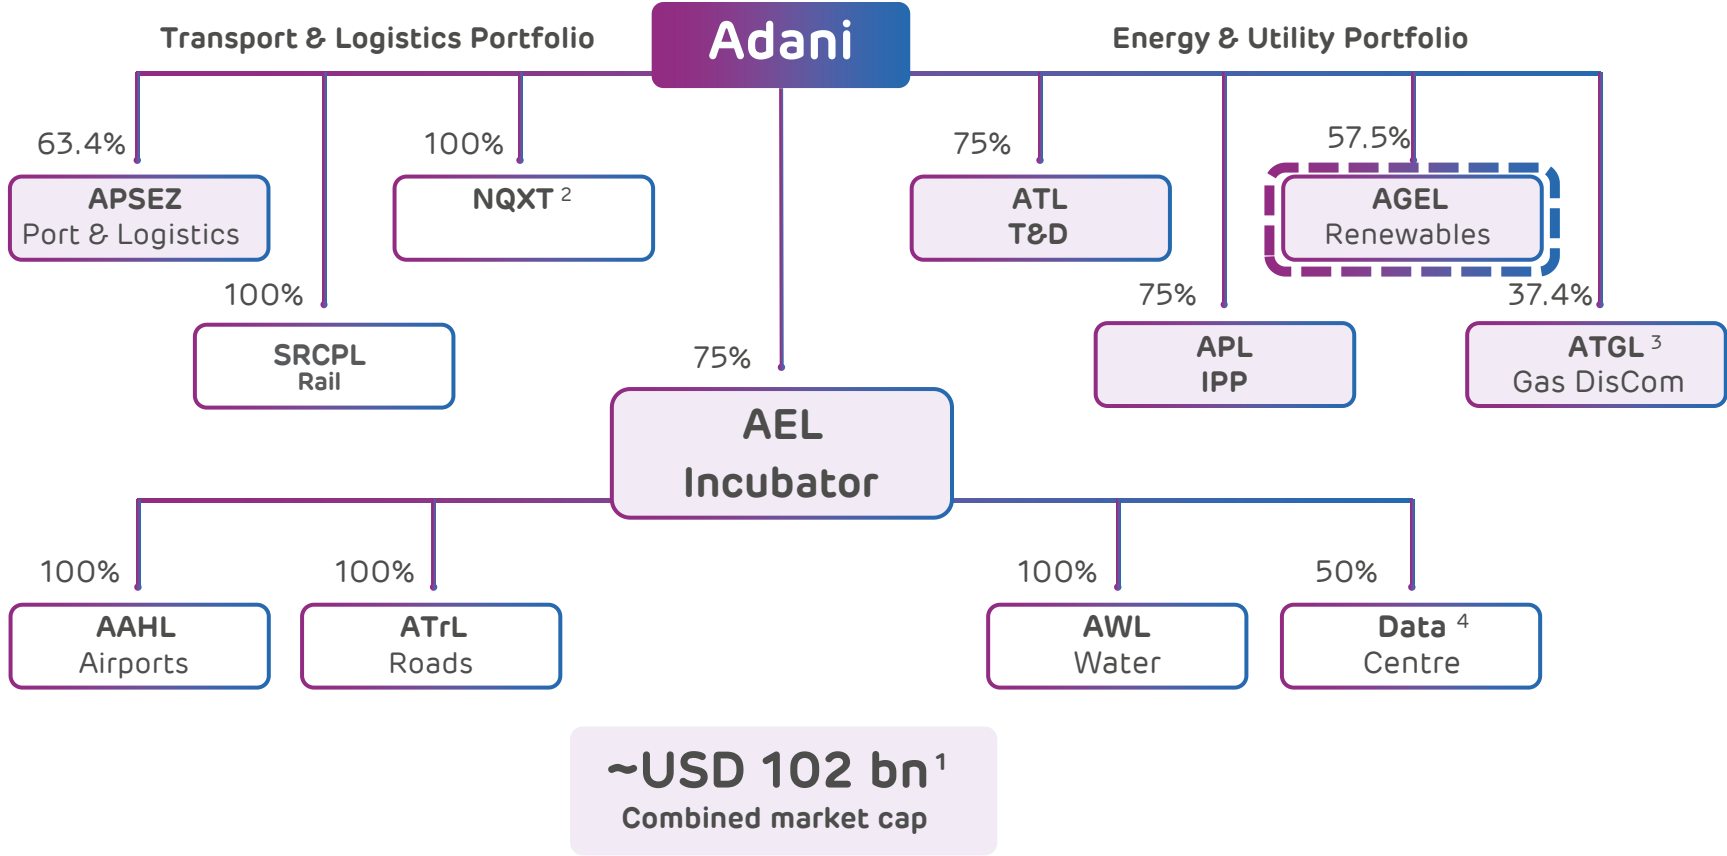 Transport & Logistics Portfolio
Adani
Energy & Utility Portfolio
63.4%
100%
75%
57.5%
APSEZ
Port & Logistics
NQXT 2
ATL
T&D
AGEL
Renewables
100%
75%
37.4%
SRCPL
Rail
75%
APL
IPP
ATGL 3
Gas DisCom
AEL
Incubator
100%
100%
100%
50%
AAHL
Airports
ATrL
Roads
AWL
Water
Data 4
Centre
~USD 102 bn 1
Combined market cap